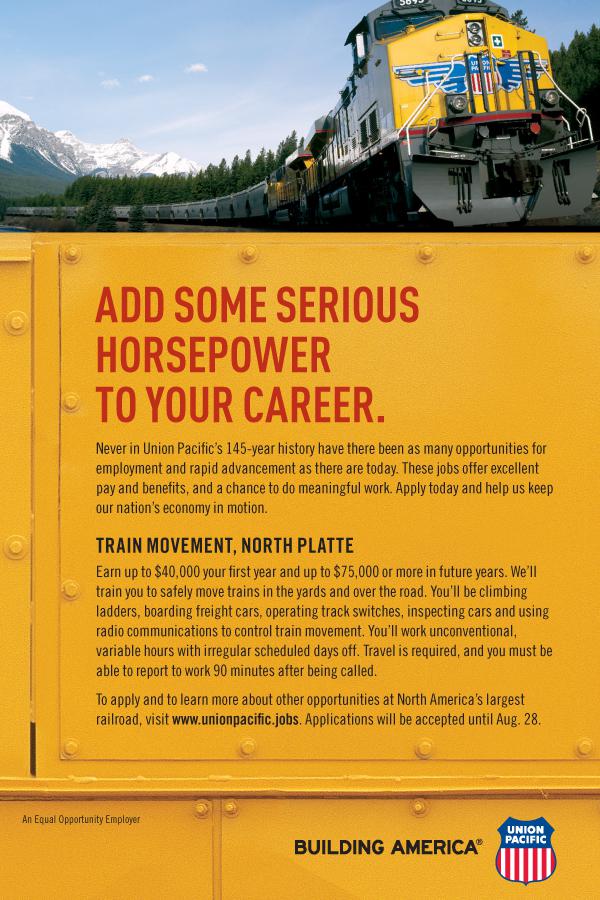 5695
ADD SOME SERIOUS
HORSEPOWER
TO YOUR CAREER.
Never in Union Pacific's 145-year history have there been as many opportunities for
employment and rapid advancement as there are today. These jobs offer excellent
pay and benefits, and a chance to do meaningful work. Apply today and help us keep
our nation's economy in motion.
TRAIN MOVEMENT, NORTH PLATTE
Earn up to $40,000 your first year and up to $75,000 or more in future years. We'll
train you to safely move trains in the yards and over the road. You'll be climbing
ladders, boarding freight cars, operating track switches, inspecting cars and using
radio communications to control train movement. You'll work unconventional,
variable hours with irregular scheduled days off. Travel is required, and you must be
able to report to work 90 minutes after being called.
To apply and to learn more about other opportunities at North America's largest
railroad, visit www.unionpacific.jobs. Applications will be accepted until Aug. 28.
An Equal Opportunity Employer
BUILDING AMERICA®
UNION
PACIFIC